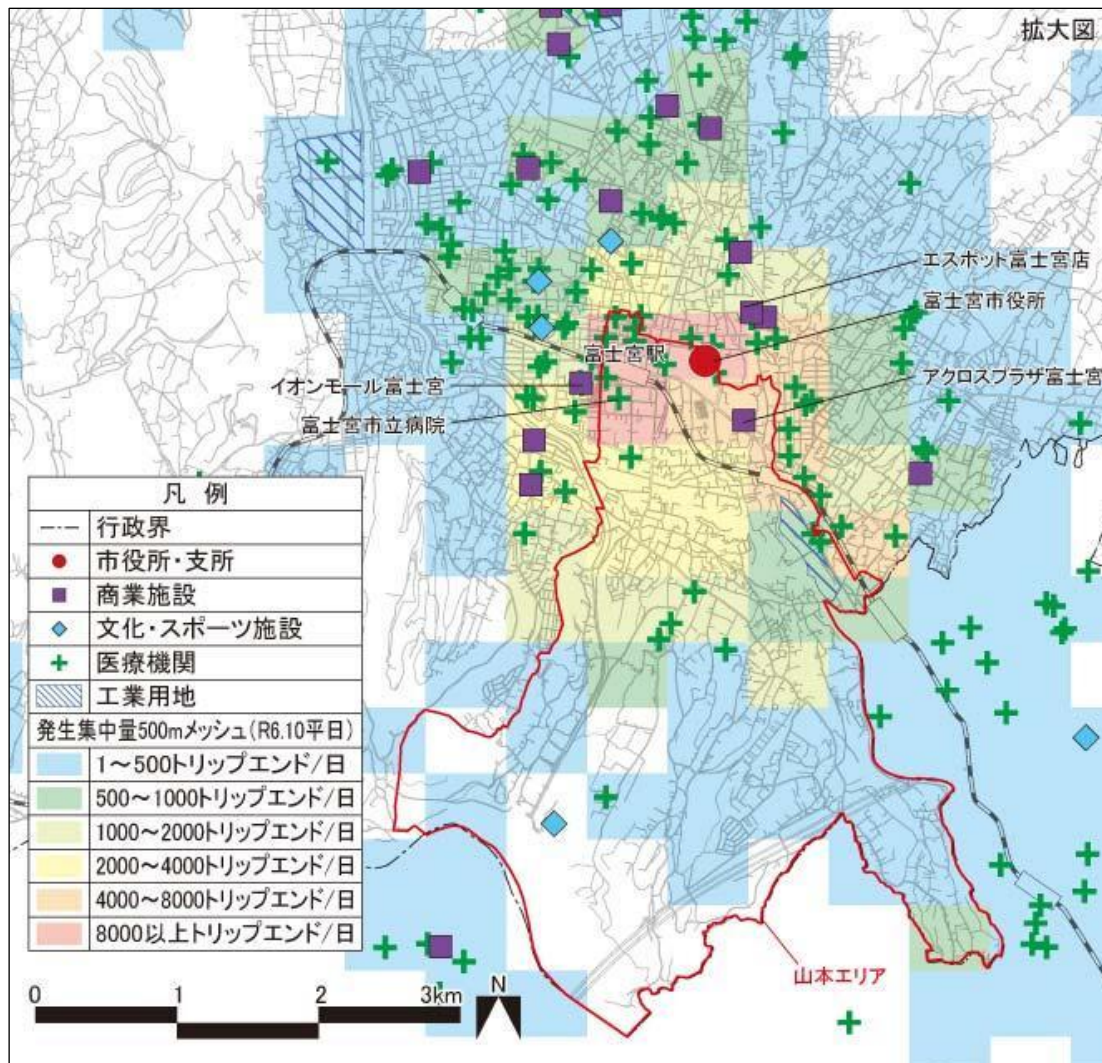 拡大図
エスポット富士宮店
富士宮市役所
富士宮駅
イオンモール富士宮
アクロスプラザ富士宮
富士宮市立病院
凡 例
行政界
市役所・支所
商業施設
文化・スポーツ施設
医療機関
工業用地
発生集中量500mメッシュ(R6.10平日)
1～500トリップエンド/日
500～1000トリップエンド/日
1000～2000トリップエンド/日
2000～4000トリップエンド/日
4000～8000トリップエンド/日
8000以上トリップエンド/日
山本エリア
0 1 2 3km
N